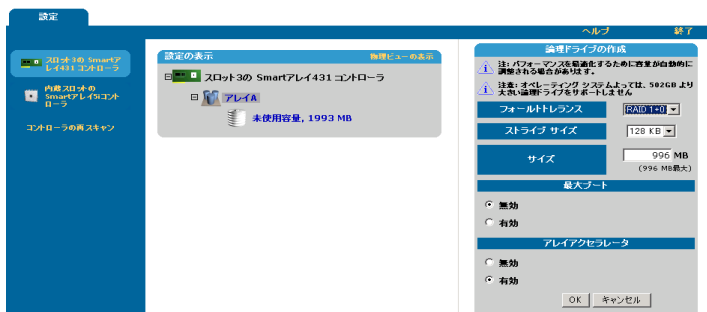 設定
ヘルプ
終了
スロット3の Smartア
レイ431 コントローラ
内蔵スロットの
Smartアレイ5iコント
ローラ
コントローラの再スキャン
設定の表示
物理ビューの表示
スロット3の Smartアレイ431 コントローラ
アレイA
未使用容量, 1993 MB
論理ドライブの作成
注: パフォーマンスを最適化するために容量が自動的に
調整される場合があります。
注意: オペレーティング システムよっては、502GB より
大きい論理ドライブをサポートしません
フォールトトレランス
RAID 1+0
ストライプ サイズ
128 KB
サイズ
996 MB
(996 MB最大)
最大ブート
無効
有効
アレイアクセラレータ
無効
有効
OK
キャンセル